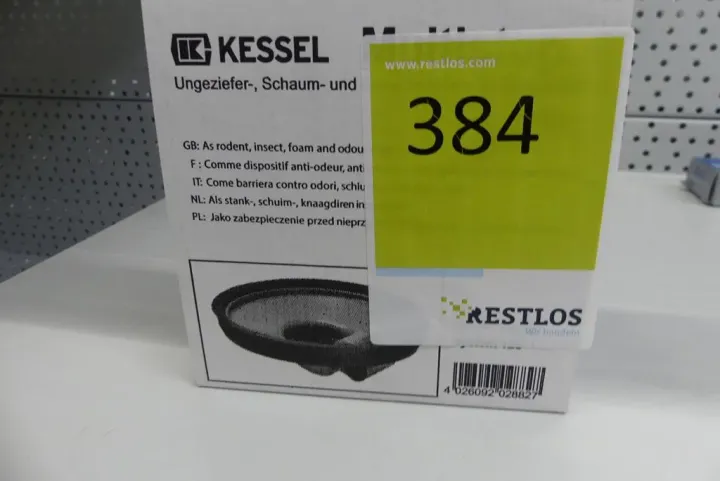 KESSEL
Ungeziefer-, Schaum- und
GB: As rodent, insect, foam and odou
F : Comme dispositif anti-odeur, anti
IT: Come barriera contro odori, schiu
NL: Als stank-, schuim-, knaagdieren in
PL: Jako zabezpieczenie przed nieprz
4 026092 028827
www.restlos.com
384
RESTLOS